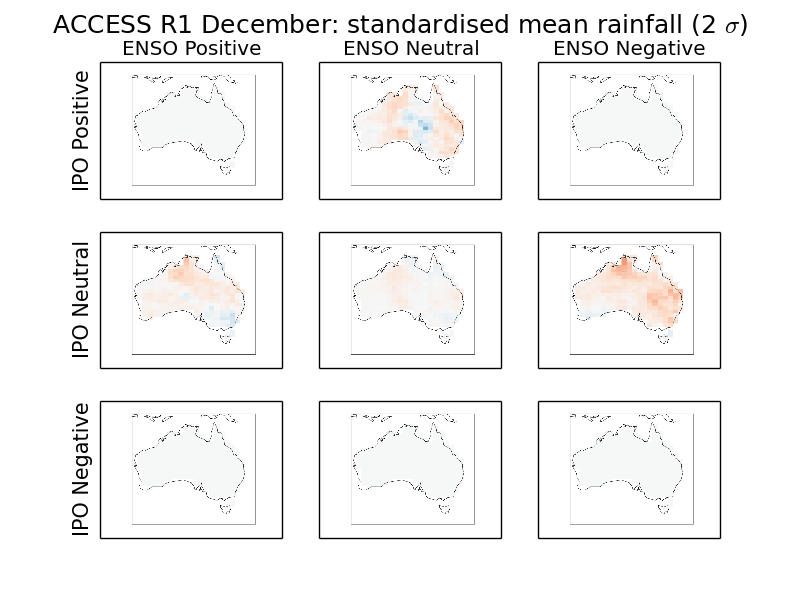 ACCESS R1 December: standardised mean rainfall (2 σ)
ENSO Positive ENSO Neutral ENSO Negative
IPO Positive
IPO Neutral
IPO Negative